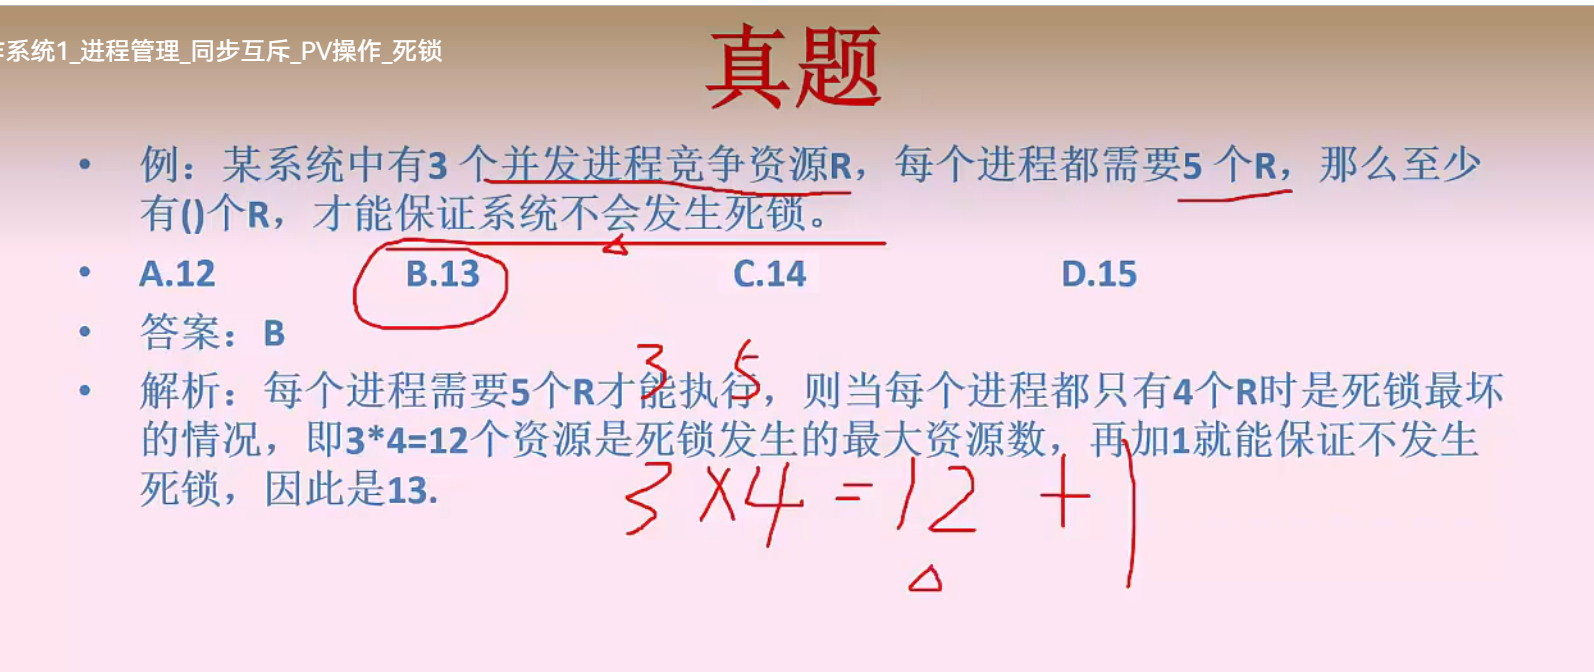 系统1_进程管理_同步互斥_PV操作_死锁
真题
• 例：某系统中有3 个并发进程竞争资源R，每个进程都需要5 个R，那么至少
有()个R，才能保证系统不会发生死锁。
• A.12 B.13 C.14 D.15
• 答案：B
3 5
• 解析：每个进程需要5个R才能执行，则当每个进程都只有4个R时是死锁最坏
的情况，即3*4=12个资源是死锁发生的最大资源数，再加1就能保证不发生
死锁，因此是13.
3×4=12+1